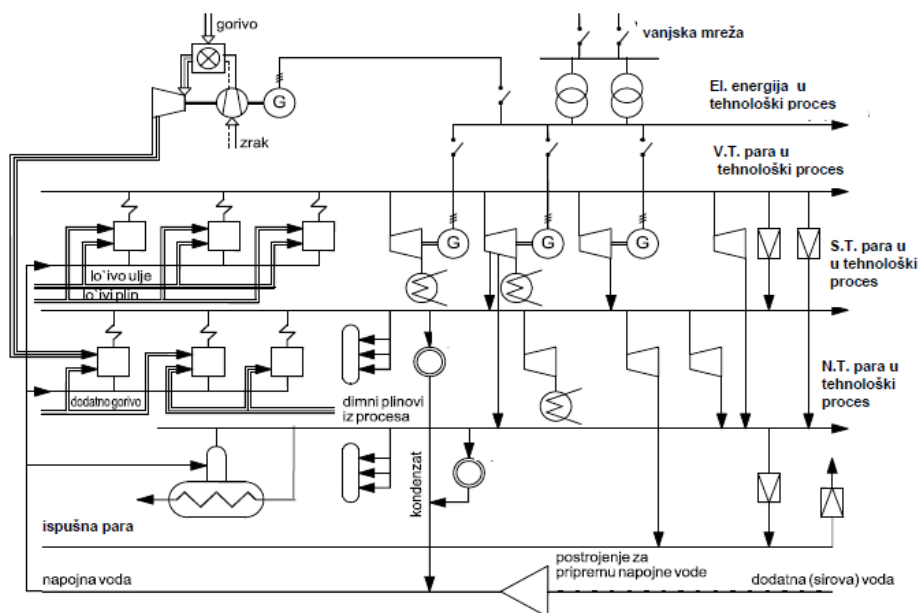 gorivo
vanjska mreža
G
El. energija u
tehnološki proces
zrak
V.T. para u
tehnološki proces
G
G
G
S.T. para u
u tehnološki
proces
lo`ivo ulje
lo`ivi plin
N.T. para u
tehnološki
proces
dodatno gorivo
dimni plinovi
iz procesa
kondenzat
ispušna para
postrojenje za
pripremu napojne vode
napojna voda
dodatna (sirova) voda